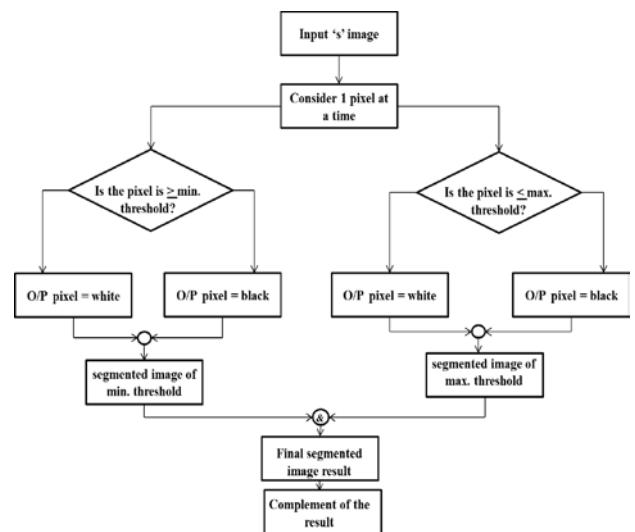 Input ‘s’ image
Consider 1 pixel at
a time
Is the pixel is ≥ min.
threshold?
Is the pixel is ≤ max.
threshold?
O/P pixel = white
O/P pixel = black
O/P pixel = white
O/P pixel = black
segmented image of
min. threshold
segmented image of
max. threshold
&
Final segmented
image result
Complement of the
result